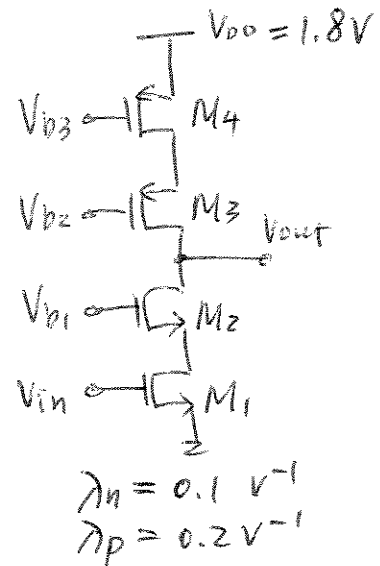 VDD = 1.8V
Vb3 M4
Vb2 M3
Vout
Vb1 M2
Vin M1
λn = 0.1 V⁻¹
λp = 0.2 V⁻¹